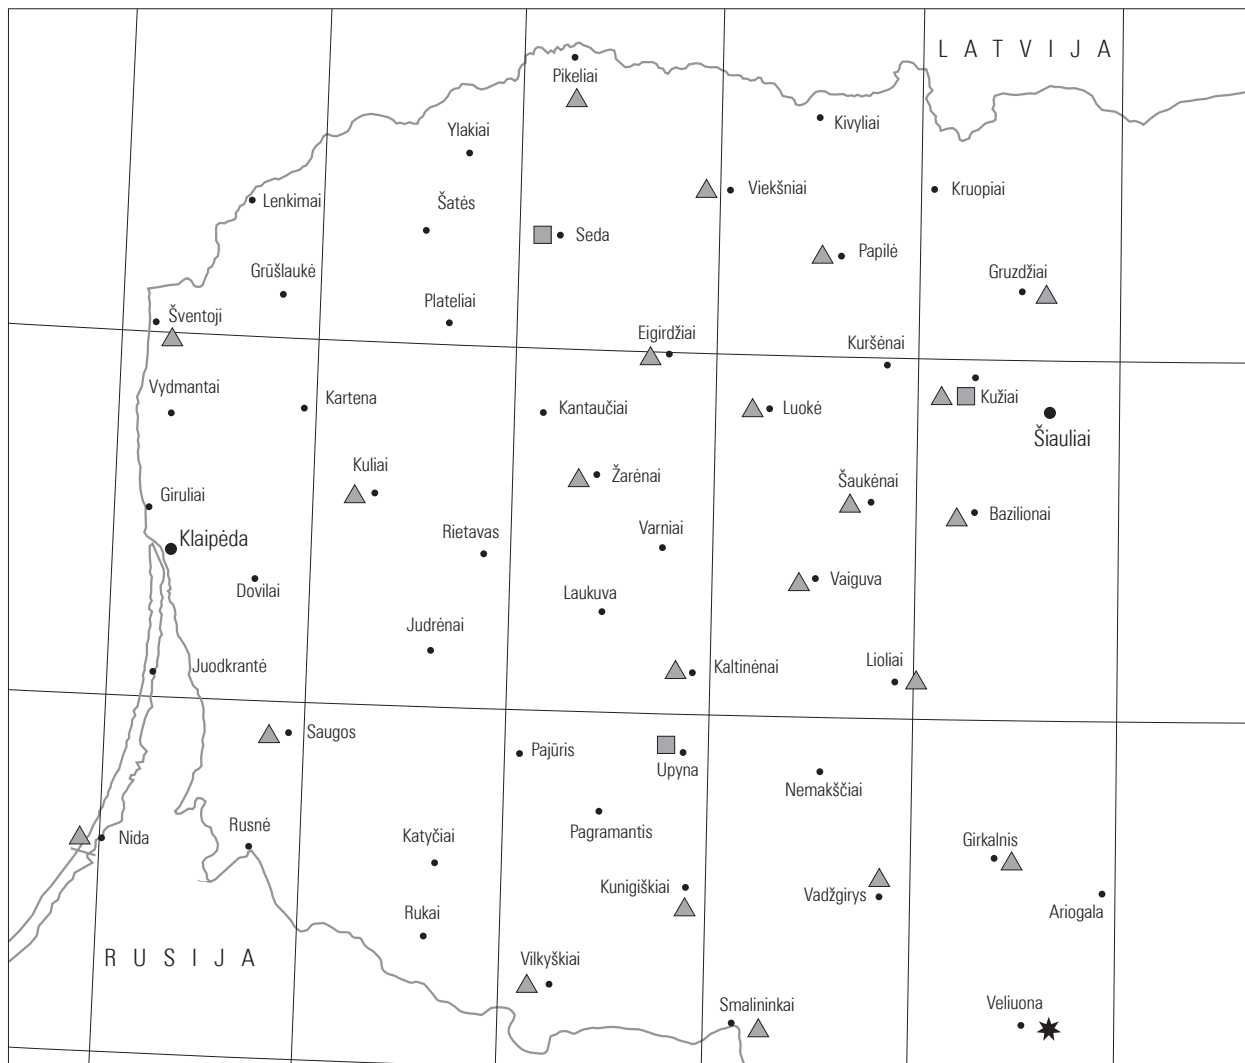 LATVIJA
Pikeliai
Kivyliai
Ylakiai
Viekšniai
Kruopiai
Lenkimai
Šatės
Seda
Papilė
Grūšlaukė
Gruzdžiai
Plateliai
Šventoji
Eigirdžiai
Kuršėnai
Vydmantai
Kartena
Kantaučiai
Luokė
Kužiai
Šiauliai
Kuliai
Žarėnai
Šaukėnai
Giruliai
Bazilionai
Klaipėda
Rietavas
Varniai
Dovilai
Laukuva
Vaiguva
Judrėnai
Juodkrantė
Kaltinėnai
Lioliai
Saugos
Pajūris
Upyna
Nemakščiai
Nida
Rusnė
Katyčiai
Pagramantis
Girkalnis
Kunigiškiai
Vadžgirys
Ariogala
Rukai
RUSIJA
Vilkyškiai
Smalininkai
Veliuona